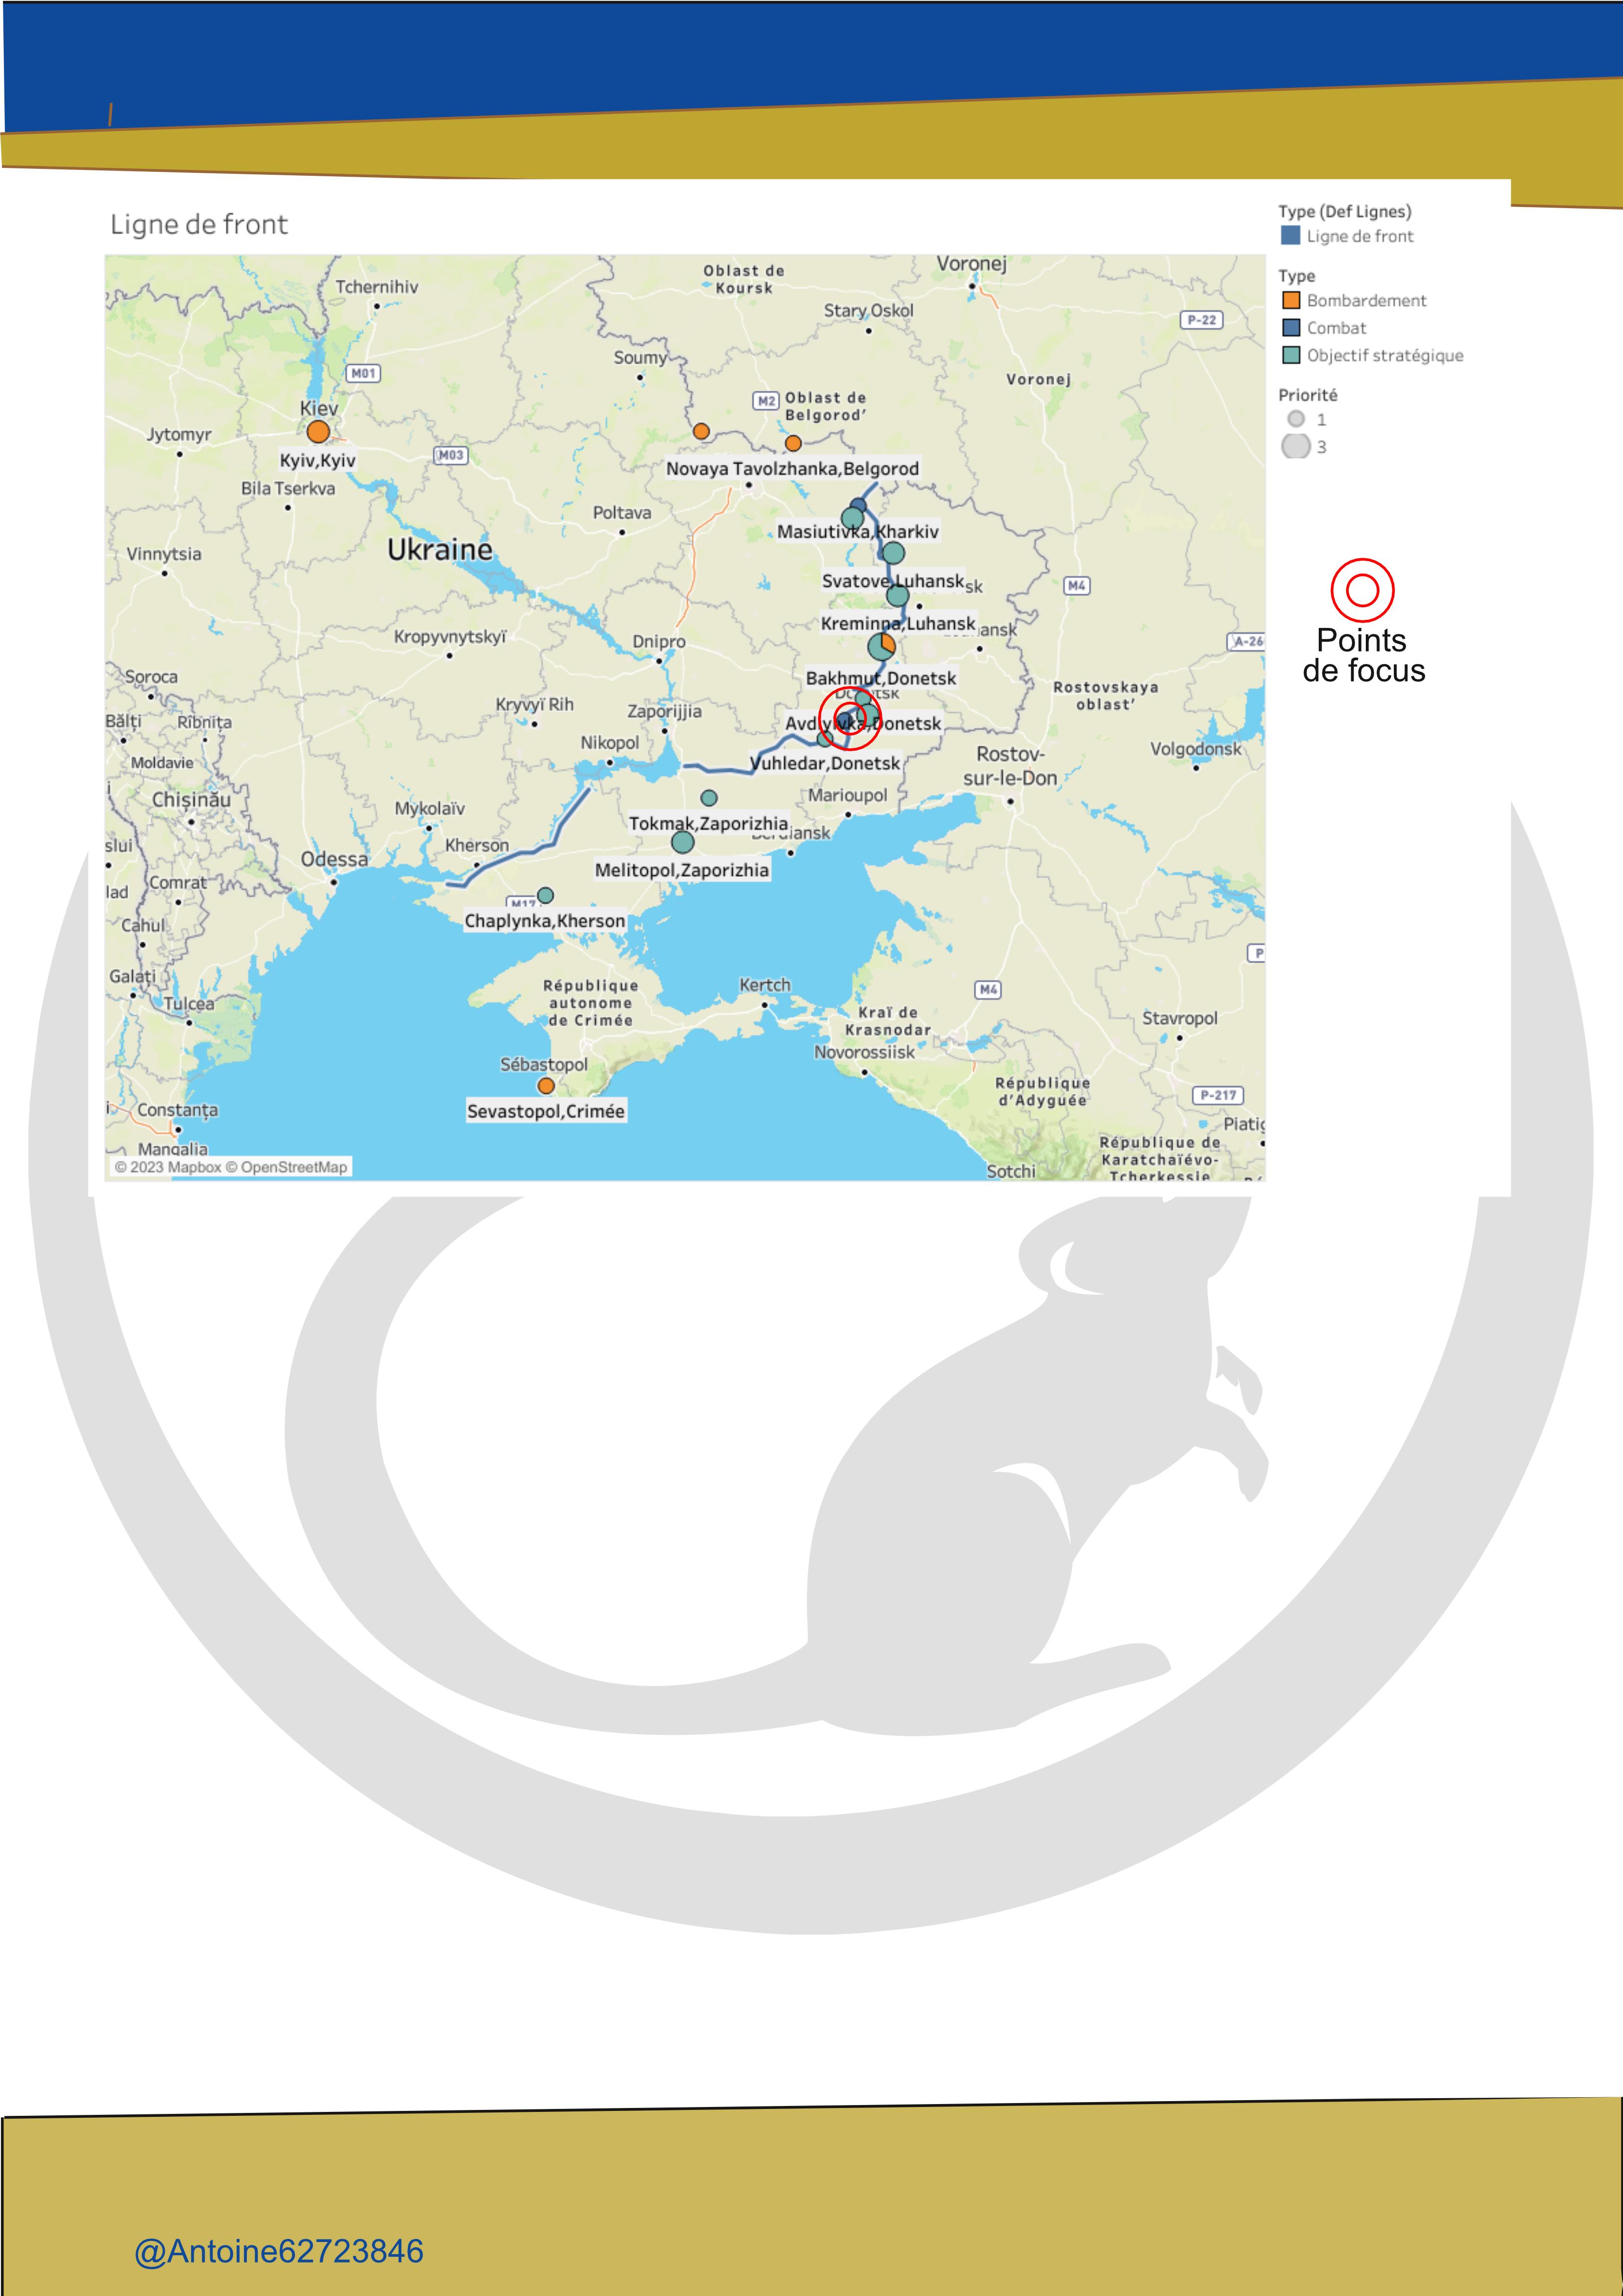 Ligne de front
Type (Def Lignes)
Ligne de front
Type
Bombardement
Combat
Objectif stratégique
Priorité
1
3
Points
de focus
Voronej
Oblast de
Koursk
Tchernihiv
Stary Oskol
P-22
Soumy
M01
Voronej
M2
Oblast de
Belgorod'
Kiev
Jytomyr
Kyiv,Kyiv
M03
Novaya Tavolzhanka,Belgorod
Bila Tserkva
Poltava
Masiutivka,Kharkiv
Ukraine
Vinnytsia
Svatove,Luhansk
sk
M4
Kreminna,Luhansk
ansk
Kropyvnytskyï
Dnipro
A-26
Soroca
Bakhmut,Donetsk
Rostovskaya
oblast'
Kryvyï Rih
Zaporijjia
Bălți
Rîbnița
Avdiyivka,Donetsk
Nikopol
Rostov-
sur-le-Don
Volgodonsk
Moldavie
Vuhledar,Donetsk
Chișinău
Marioupol
Mykolaïv
Tokmak,Zaporizhia
iansk
slui
Kherson
Odessa
Melitopol,Zaporizhia
lad
Comrat
M17
Cahul
Chaplynka,Kherson
P
Galați
République
autonome
de Crimée
Kertch
M4
Tulcea
Kraï de
Krasnodar
Stavropol
Novorossiisk
Sébastopol
République
d'Adyguée
P-217
Constanța
Sevastopol,Crimée
Piatig
Mangalia
République de
Karatchaïévo-
Tcherkessie
Sotchi
© 2023 Mapbox © OpenStreetMap
@Antoine62723846